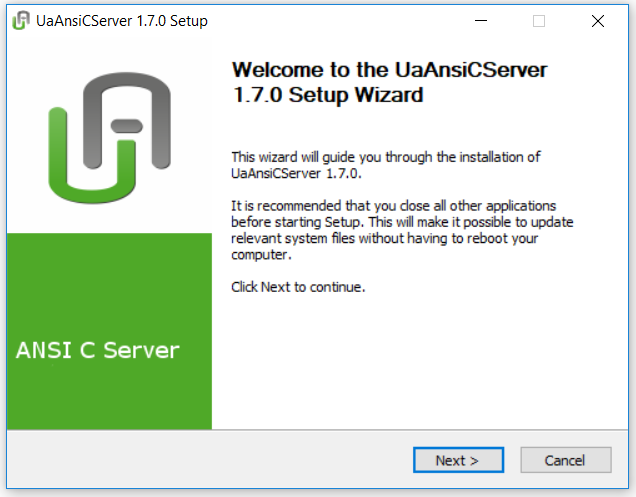 UaAnsiCServer 1.7.0 Setup
Welcome to the UaAnsiCServer
1.7.0 Setup Wizard
This wizard will guide you through the installation of
UaAnsiCServer 1.7.0.
It is recommended that you close all other applications
before starting Setup. This will make it possible to update
relevant system files without having to reboot your
computer.
Click Next to continue.
UA
ANSI C Server
Next >
Cancel